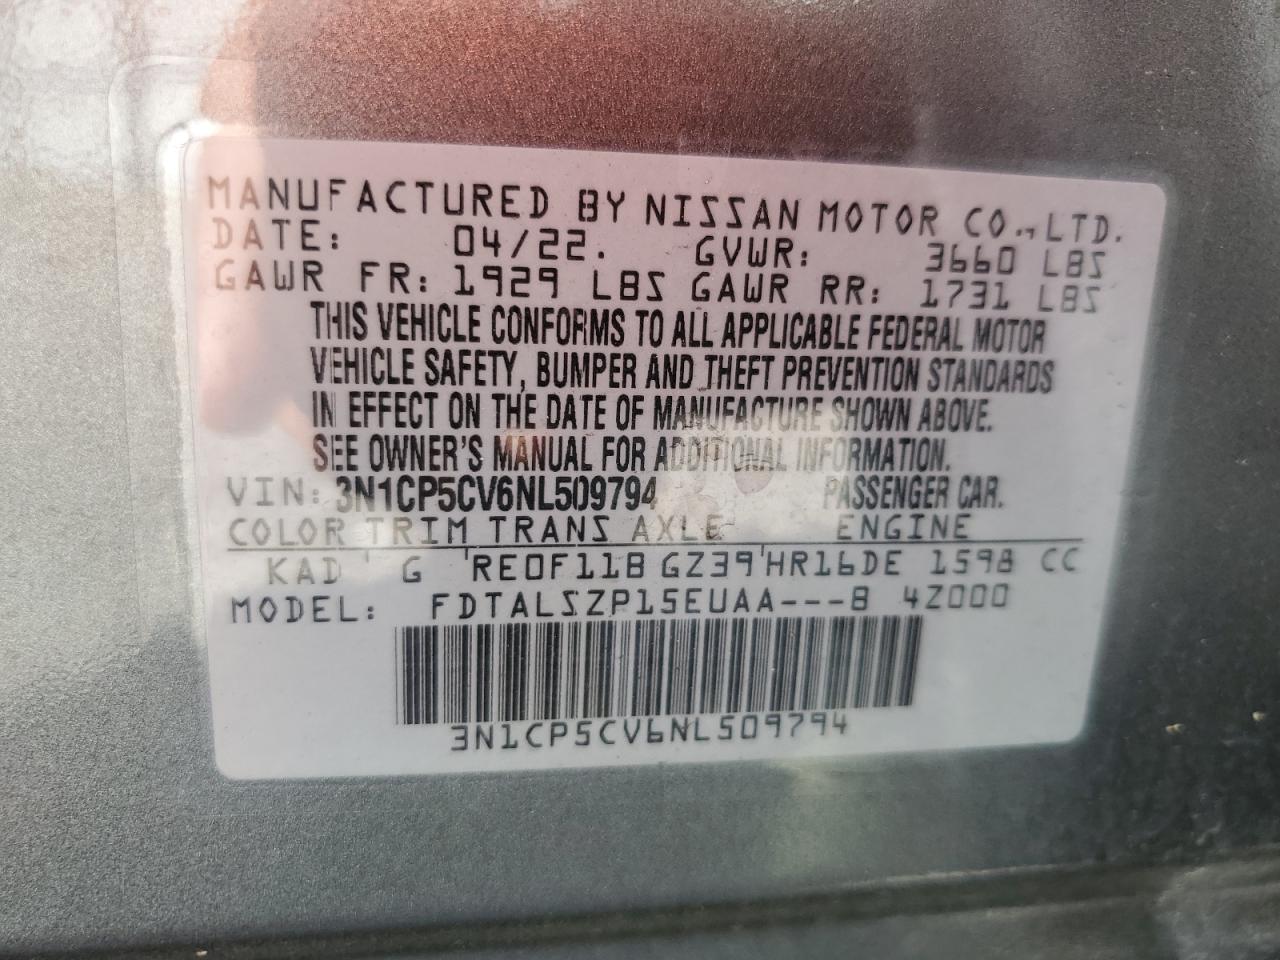 MANUFACTURED BY NISSAN MOTOR CO., LTD.
DATE: 04/22. GVWR: 3660 LBS
GAWR FR: 1929 LBS GAWR RR: 1731 LBS
THIS VEHICLE CONFORMS TO ALL APPLICABLE FEDERAL MOTOR
VEHICLE SAFETY, BUMPER AND THEFT PREVENTION STANDARDS
IN EFFECT ON THE DATE OF MANUFACTURE SHOWN ABOVE.
SEE OWNER'S MANUAL FOR ADDITIONAL INFORMATION.
VIN: 3N1CP5CV6NL509794 PASSENGER CAR.
COLOR TRIM TRANS AXLE ENGINE
KAD ' G 'RE0F11B GZ39'HR16DE 1598 CC
MODEL: FDTALSZP15EUAA---B 4Z000
3N1CP5CV6NL509794